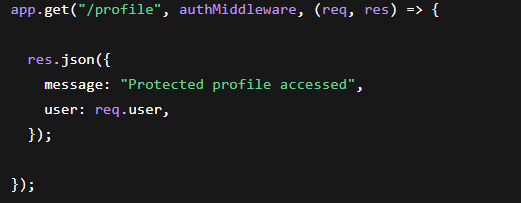 app.get("/profile", authMiddleware, (req, res) => {
  res.json({
    message: "Protected profile accessed",
    user: req.user,
  });
});